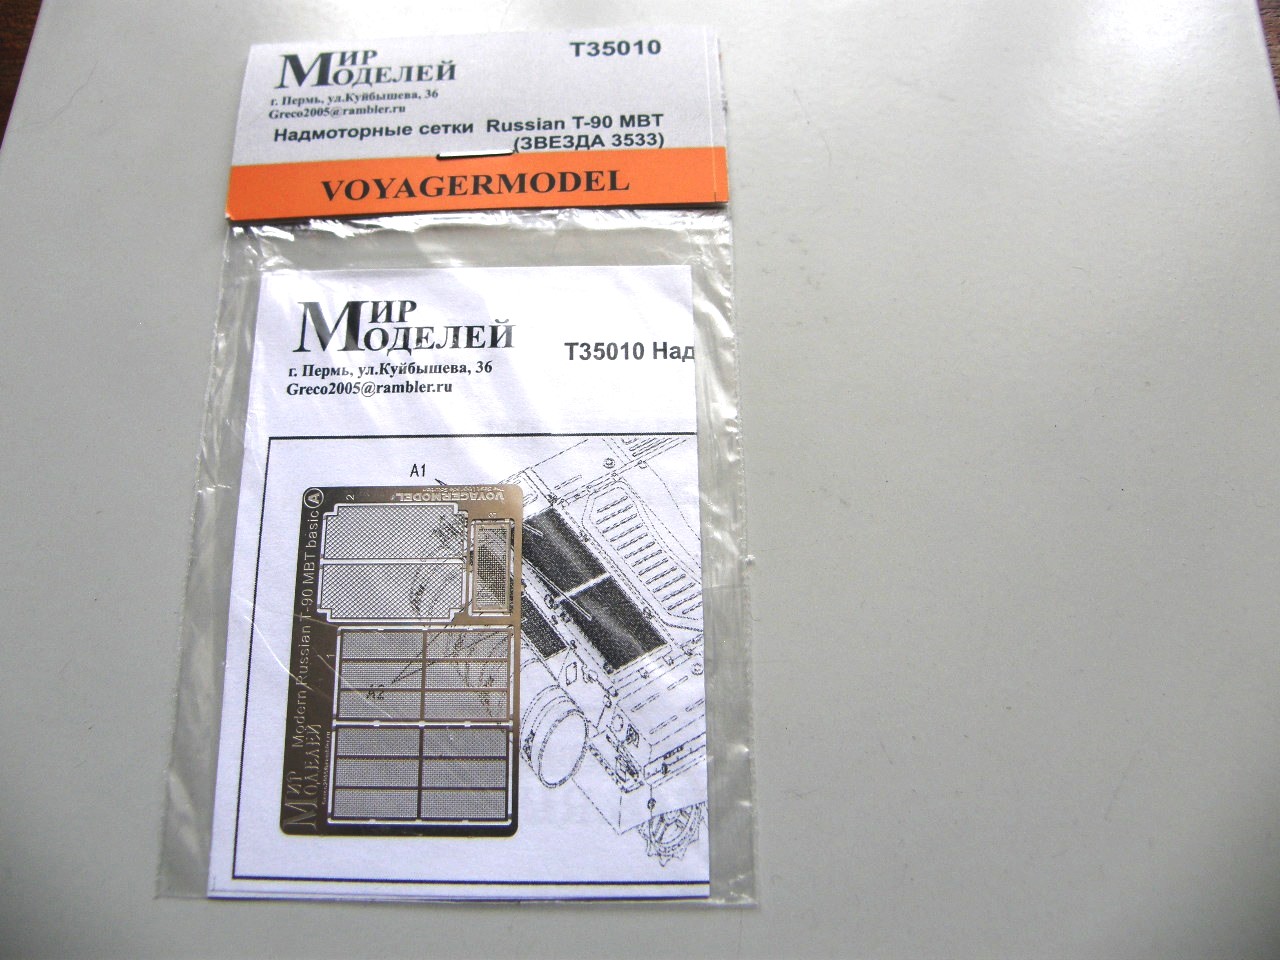 МИР
МОДЕЛЕЙ
T35010
г. Пермь, ул.Куйбышева, 36
Greco2005@rambler.ru
Надмоторные сетки Russian T-90 MBT
(ЗВЕЗДА 3533)
VOYAGERMODEL
МИР
МОДЕЛЕЙ
T35010 Над
г. Пермь, ул.Куйбышева, 36
Greco2005@rambler.ru
A1
VOYAGERMODEL
2
A
Modern Russian T-90 MBT basic
1
A2
МИР
МОДЕЛЕЙ